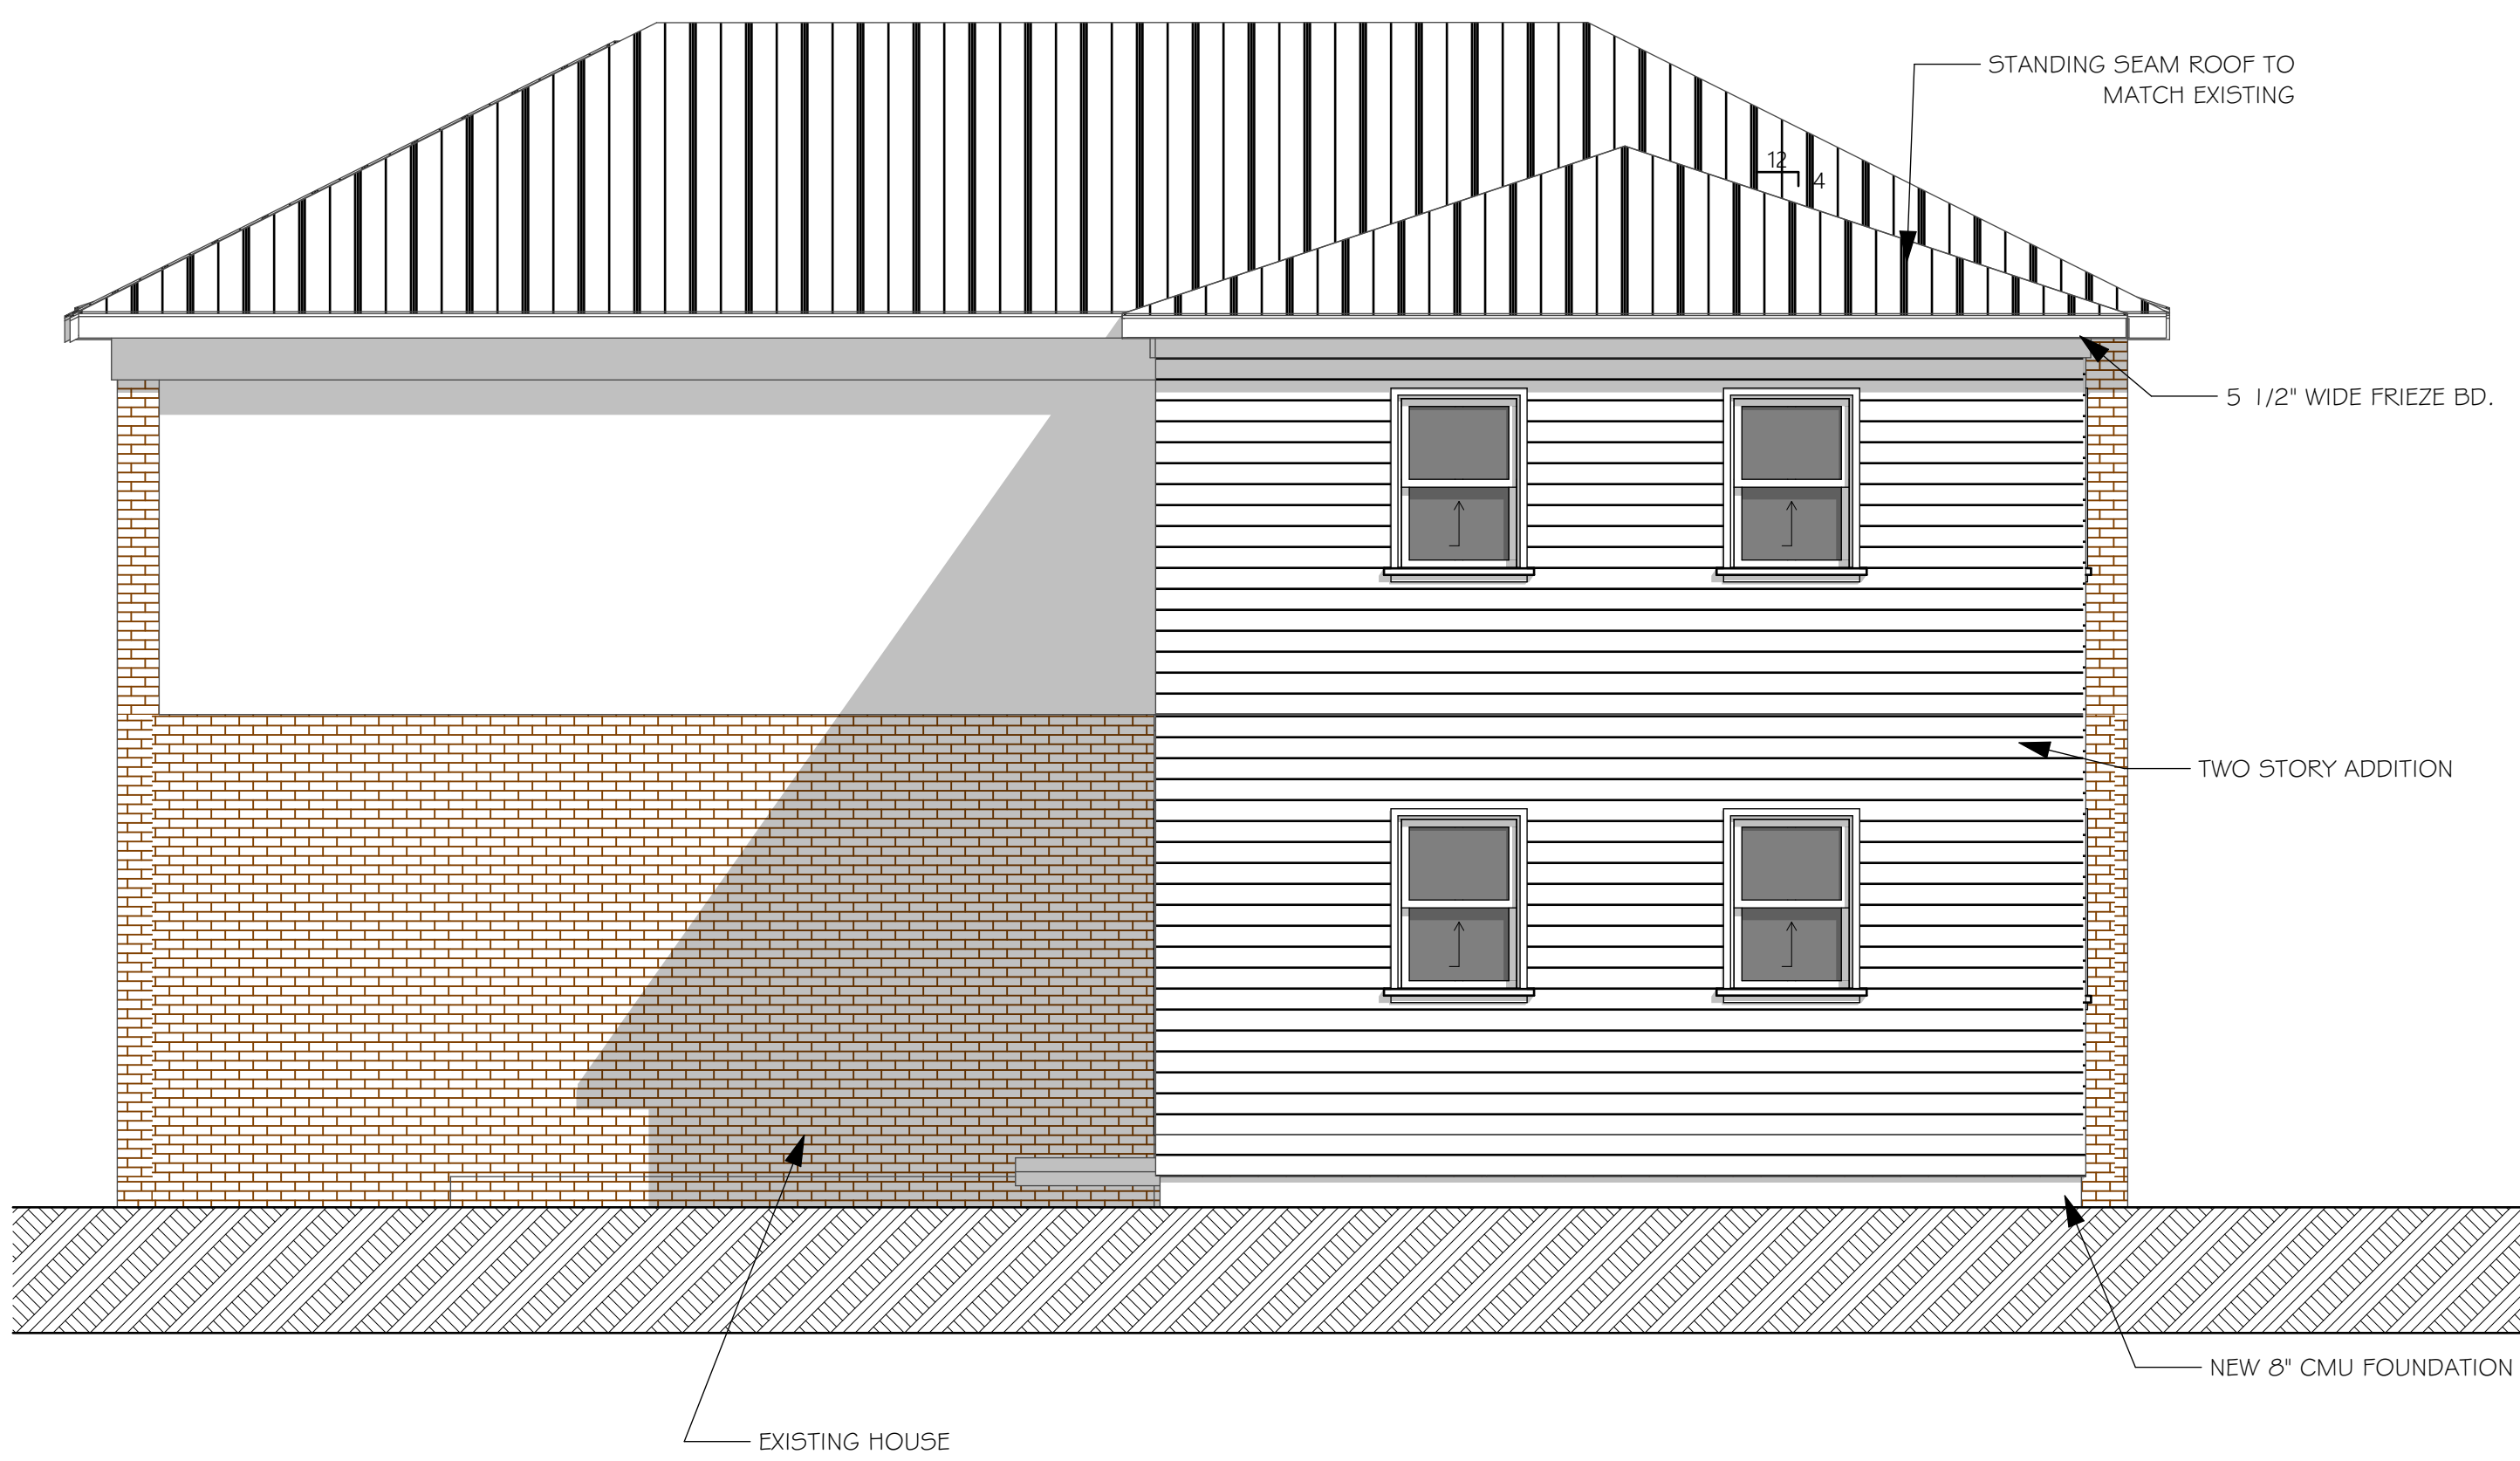 STANDING SEAM ROOF TO
MATCH EXISTING
12
4
5 1/2" WIDE FRIEZE BD.
TWO STORY ADDITION
NEW 8" CMU FOUNDATION
EXISTING HOUSE